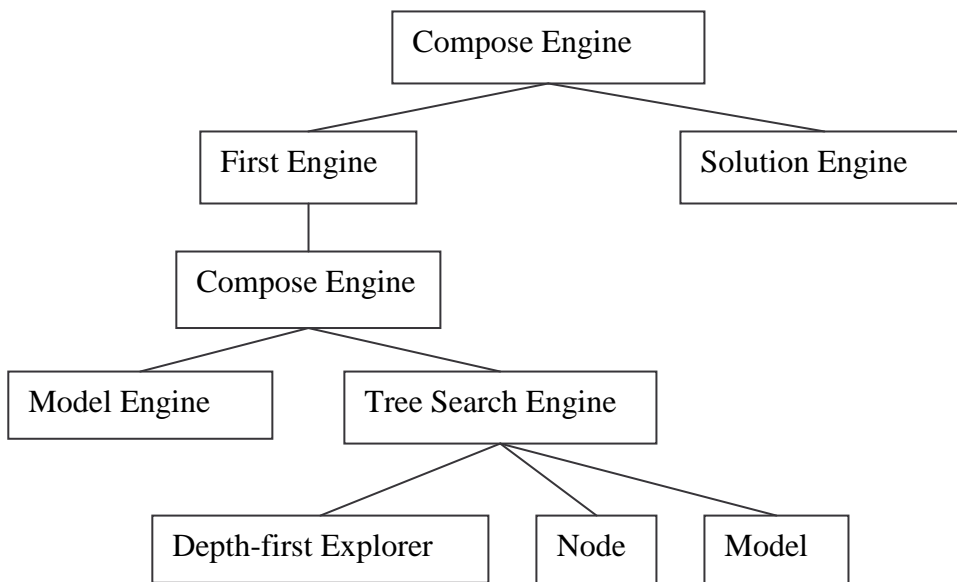 Compose Engine
First Engine
Solution Engine
Compose Engine
Model Engine
Tree Search Engine
Depth-first Explorer
Node
Model